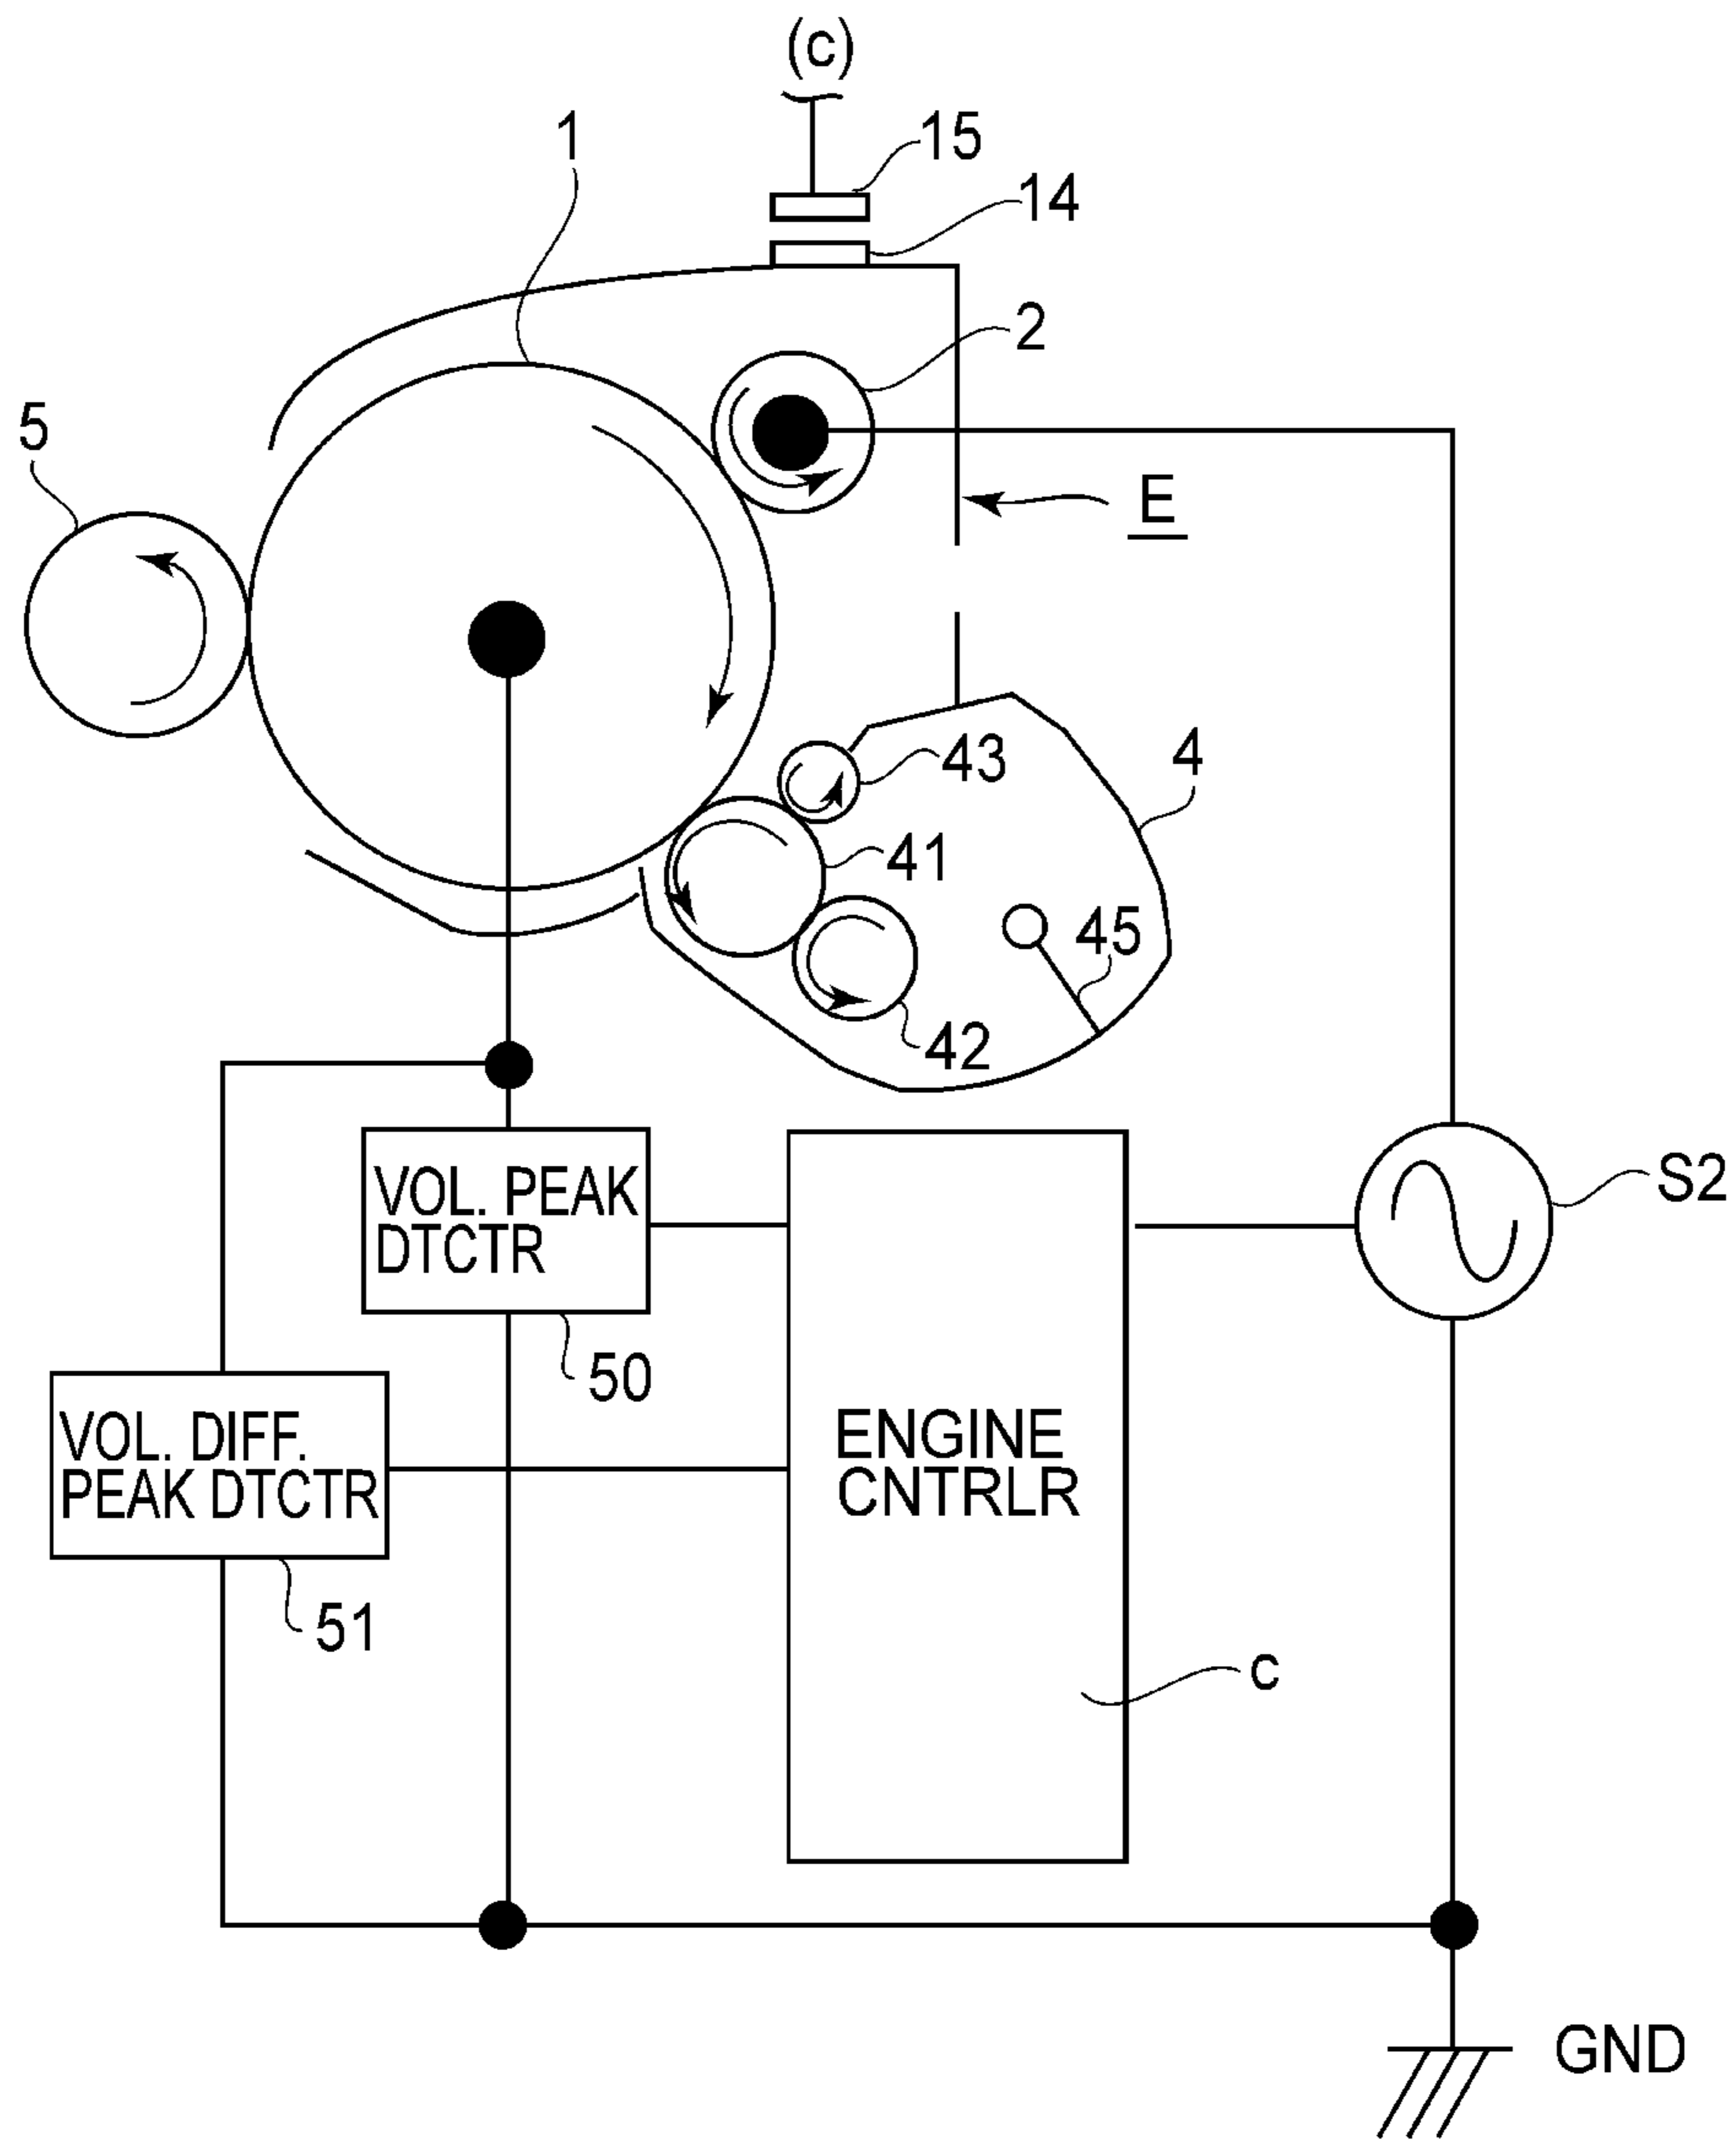 (c)
15
1
14
2
5
E
43
4
41
45
42
VOL. PEAK
DTCTR
S2
50
VOL. DIFF.
PEAK DTCTR
ENGINE
CNTRLR
51
c
GND